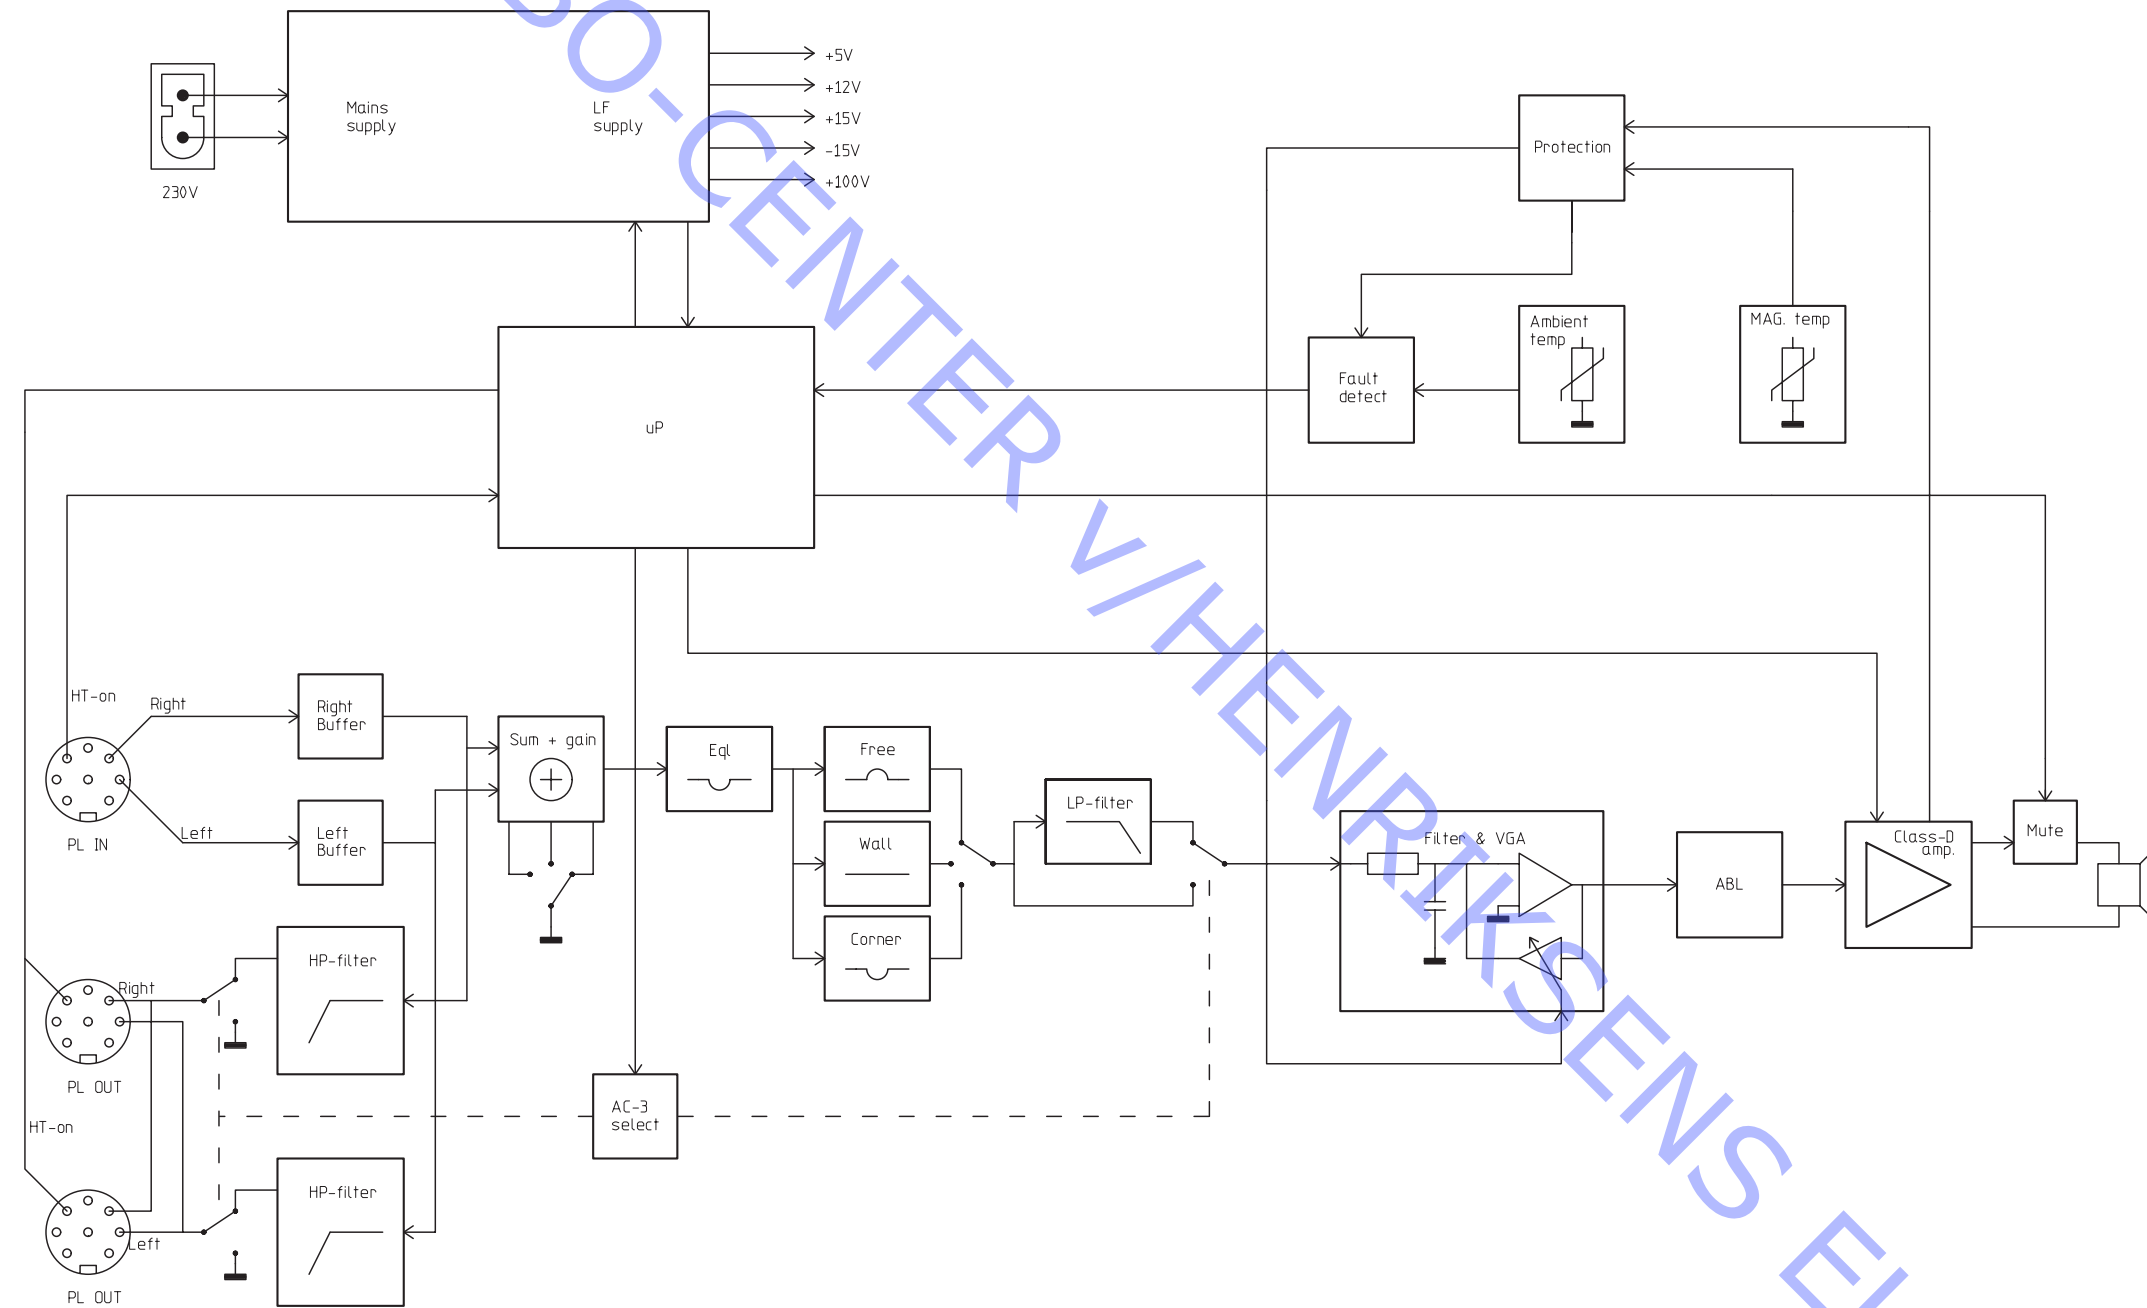 +5V
+12V
+15V
-15V
+100V
Mains
supply
LF
supply
230V
Protection
Ambient
temp
MAG. temp
Fault
detect
uP
HT-on
Right
Right
Buffer
PL IN
Left
Left
Buffer
Sum + gain
Eql
Free
Wall
Corner
LP-filter
Filter & VGA
ABL
Class-D
amp.
Mute
HP-filter
Right
PL OUT
HT-on
AC-3
select
HP-filter
Left
PL OUT
O-CENTER v/HENRIKSENS